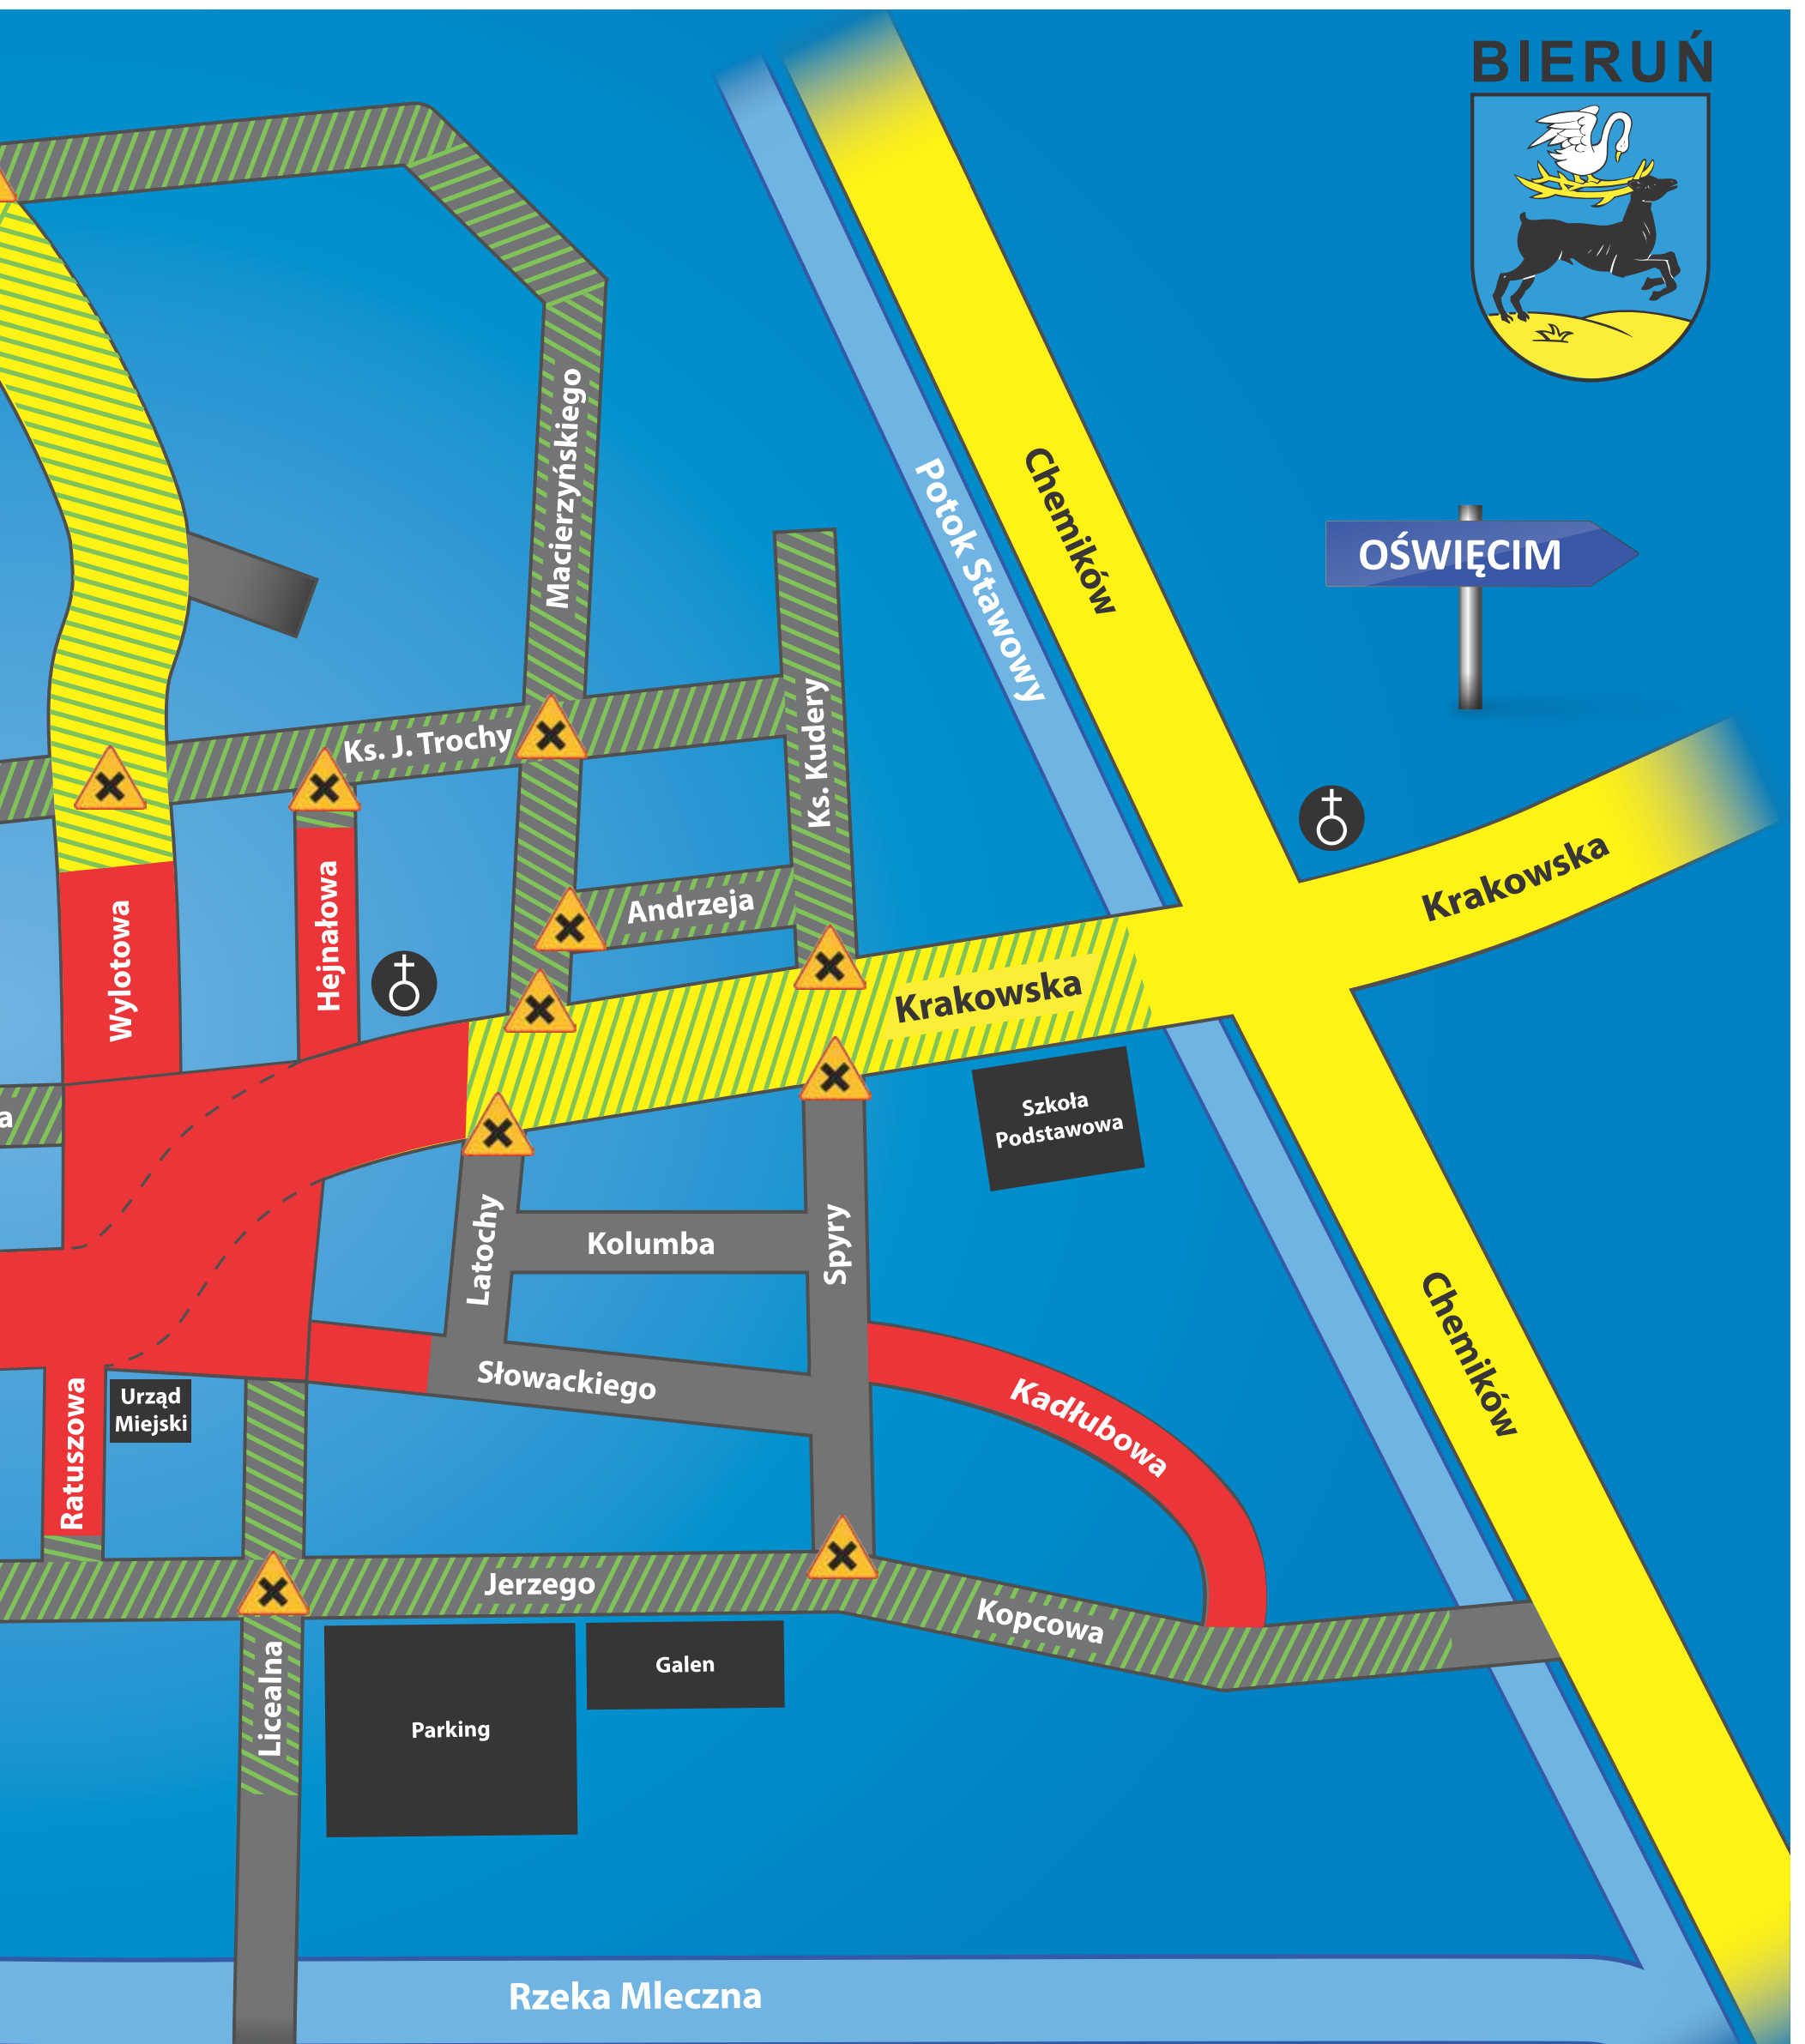 BIERUŃ
Macierzyńskiego
Potok Stawowy
Chemików
OŚWIĘCIM
Ks. J. Trochy
Ks. Kudery
Wylotowa
Hejnałowa
Andrzeja
Krakowska
Krakowska
a
Szkoła
Podstawowa
Latochy
Kolumba
Spyry
Chemików
Słowackiego
Kadłubowa
Ratuszowa
Urząd
Miejski
Jerzego
Kopcowa
Licealna
Galen
Parking
Rzeka Mleczna